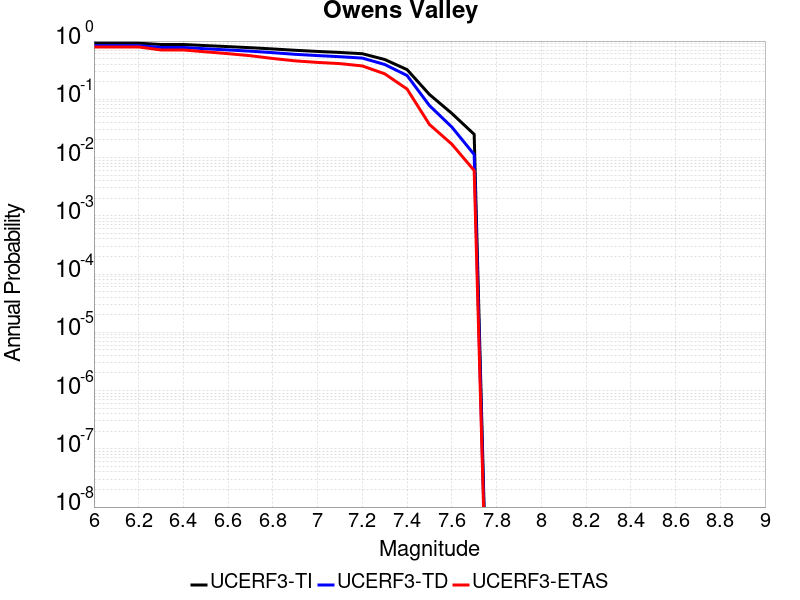 Owens Valley
Annual Probability
10^0
10^-1
10^-2
10^-3
10^-4
10^-5
10^-6
10^-7
10^-8
6 6.2 6.4 6.6 6.8 7 7.2 7.4 7.6 7.8 8 8.2 8.4 8.6 8.8 9
Magnitude
UCERF3-TI UCERF3-TD UCERF3-ETAS